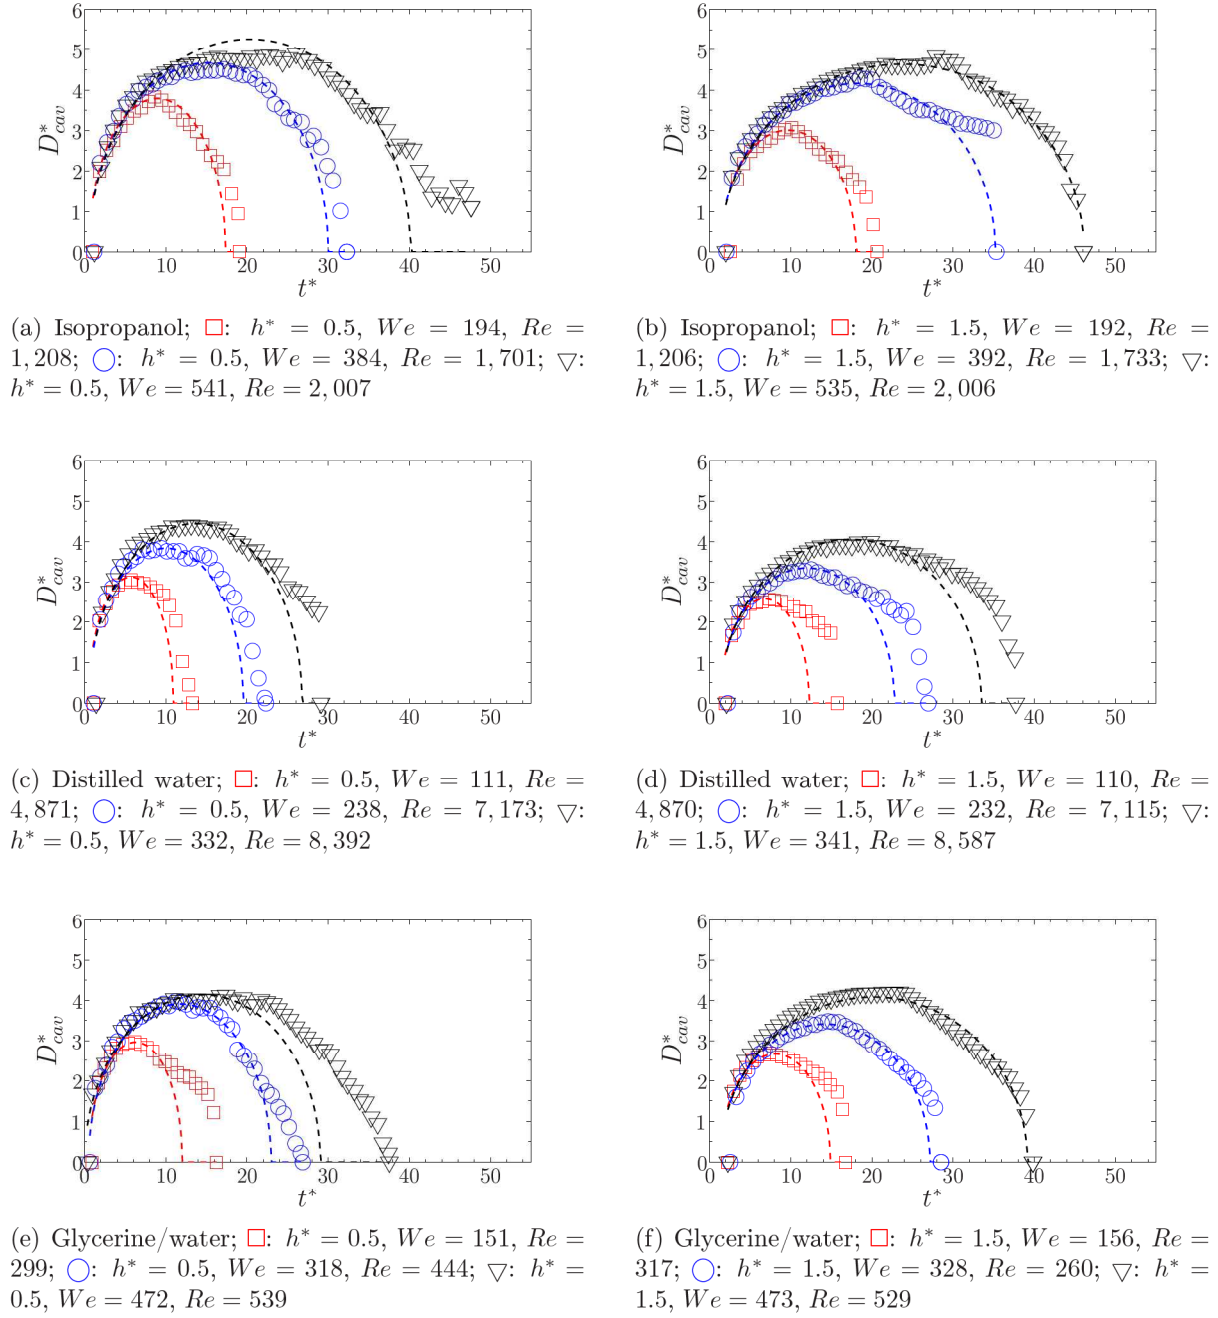 6
5
4
3
2
1
0
D*cav
0 10 20 30 40 50
t*
(a) Isopropanol; □: h* = 0.5, We = 194, Re =
1,208; ○: h* = 0.5, We = 384, Re = 1,701; ▽:
h* = 0.5, We = 541, Re = 2,007
6
5
4
3
2
1
0
D*cav
0 10 20 30 40 50
t*
(b) Isopropanol; □: h* = 1.5, We = 192, Re =
1,206; ○: h* = 1.5, We = 392, Re = 1,733; ▽:
h* = 1.5, We = 535, Re = 2,006
6
5
4
3
2
1
0
D*cav
0 10 20 30 40 50
t*
(c) Distilled water; □: h* = 0.5, We = 111, Re =
4,871; ○: h* = 0.5, We = 238, Re = 7,173; ▽:
h* = 0.5, We = 332, Re = 8,392
6
5
4
3
2
1
0
D*cav
0 10 20 30 40 50
t*
(d) Distilled water; □: h* = 1.5, We = 110, Re =
4,870; ○: h* = 1.5, We = 232, Re = 7,115; ▽:
h* = 1.5, We = 341, Re = 8,587
6
5
4
3
2
1
0
D*cav
0 10 20 30 40 50
t*
(e) Glycerine/water; □: h* = 0.5, We = 151, Re =
299; ○: h* = 0.5, We = 318, Re = 444; ▽: h* =
0.5, We = 472, Re = 539
6
5
4
3
2
1
0
D*cav
0 10 20 30 40 50
t*
(f) Glycerine/water; □: h* = 1.5, We = 156, Re =
317; ○: h* = 1.5, We = 328, Re = 260; ▽: h* =
1.5, We = 473, Re = 529